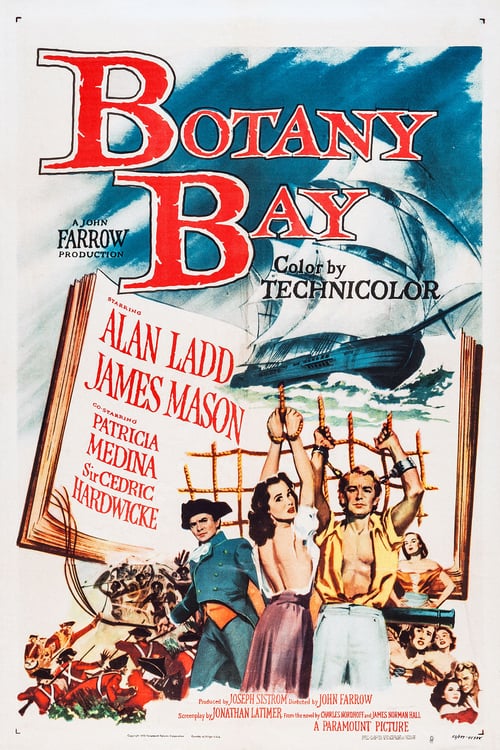 BOTANY
BAY
A JOHN
FARROW
PRODUCTION
Color by
TECHNICOLOR
STARRING
ALAN LADD
JAMES MASON
CO-STARRING
PATRICIA
MEDINA
Sir CEDRIC
HARDWICKE
Produced by JOSEPH SISTROM Directed by JOHN FARROW
Screenplay by JONATHAN LATIMER From the novel by CHARLES NORDHOFF and JAMES NORMAN HALL
A PARAMOUNT PICTURE